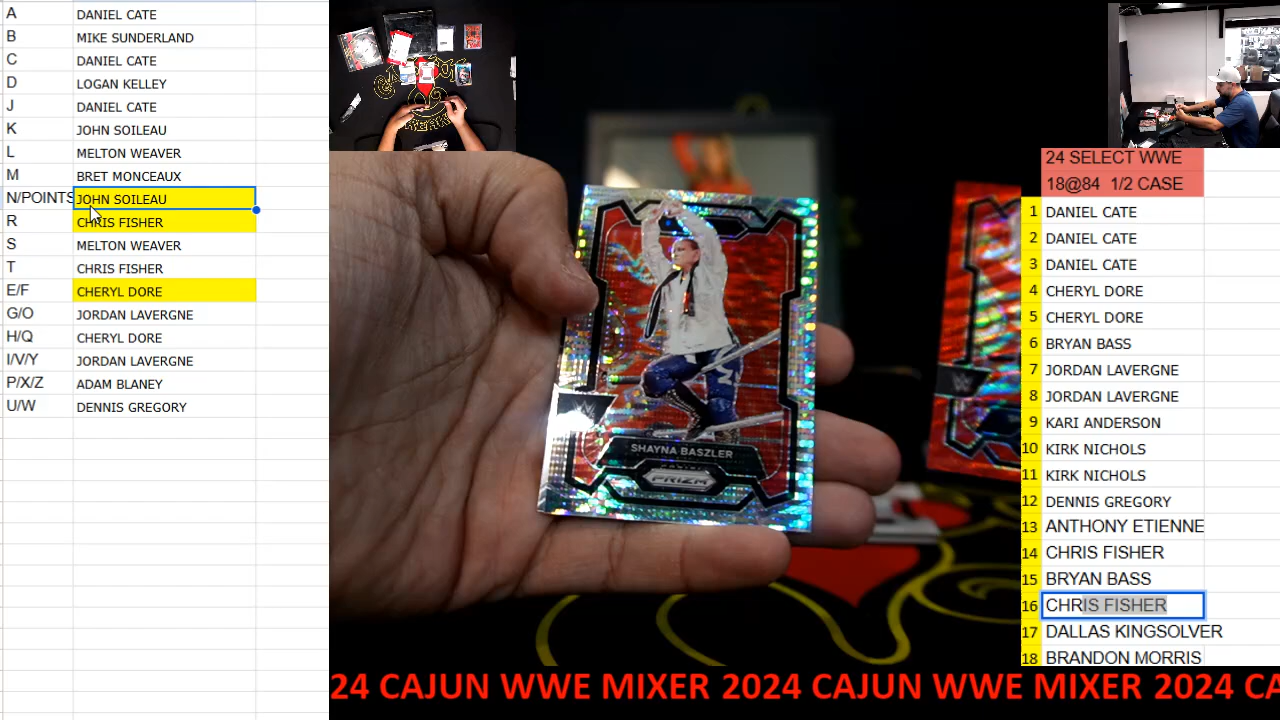 A DANIEL CATE
B MIKE SUNDERLAND
C DANIEL CATE
D LOGAN KELLEY
J DANIEL CATE
K JOHN SOILEAU
L MELTON WEAVER
M BRET MONCEAUX
N/POINTS JOHN SOILEAU
R CHRIS FISHER
S MELTON WEAVER
T CHRIS FISHER
E/F CHERYL DORE
G/O JORDAN LAVERGNE
H/Q CHERYL DORE
I/V/Y JORDAN LAVERGNE
P/X/Z ADAM BLANEY
U/W DENNIS GREGORY
SHAYNA BASZLER
PRIZM
24 SELECT WWE
18@84 1/2 CASE
1 DANIEL CATE
2 DANIEL CATE
3 DANIEL CATE
4 CHERYL DORE
5 CHERYL DORE
6 BRYAN BASS
7 JORDAN LAVERGNE
8 JORDAN LAVERGNE
9 KARI ANDERSON
10 KIRK NICHOLS
11 KIRK NICHOLS
12 DENNIS GREGORY
13 ANTHONY ETIENNE
14 CHRIS FISHER
15 BRYAN BASS
16 CHRIS FISHER
17 DALLAS KINGSOLVER
18 BRANDON MORRIS
24 CAJUN WWE MIXER 2024 CAJUN WWE MIXER 2024 CA